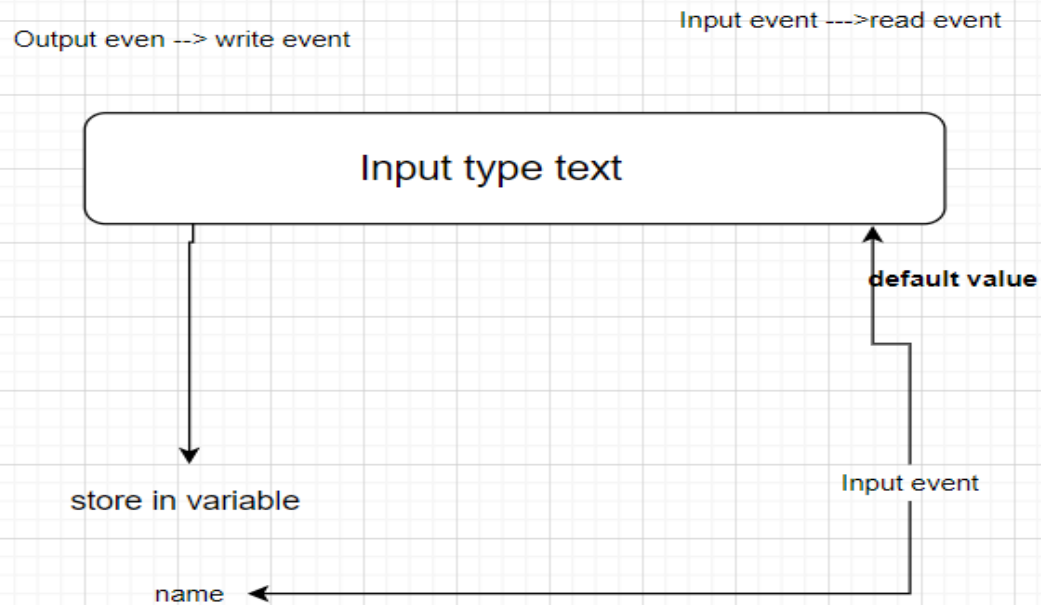 Input event --->read event
Output even --> write event
Input type text
default value
Input event
store in variable
name